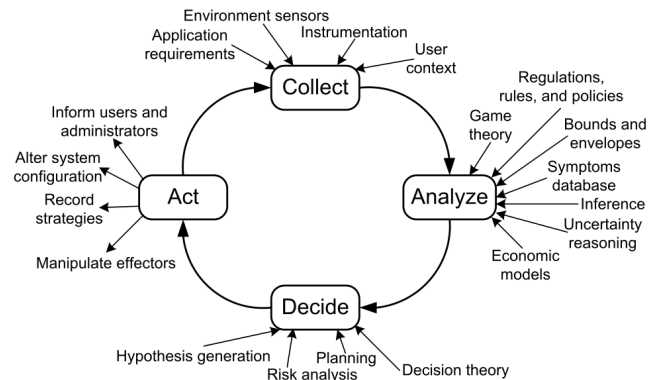 Environment sensors
Application
requirements
Instrumentation
User
context
Collect
Regulations,
rules, and policies
Game
theory
Bounds and
envelopes
Symptoms
database
Inference
Uncertainty
reasoning
Economic
models
Analyze
Inform users and
administrators
Alter system
configuration
Record
strategies
Manipulate effectors
Act
Decide
Hypothesis generation
Risk analysis
Planning
Decision theory